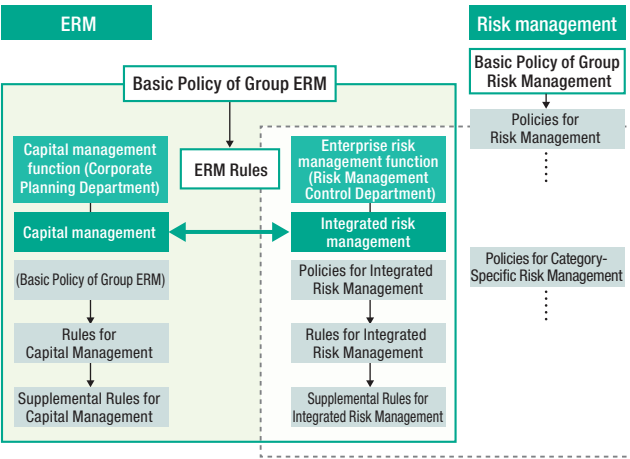 ERM
Risk management
Basic Policy of Group
Risk Management
Basic Policy of Group ERM
Policies for
Risk Management
Capital management
function (Corporate
Planning Department)
ERM Rules
Enterprise risk
management function
(Risk Management
Control Department)
Capital management
Integrated risk
management
(Basic Policy of Group ERM)
Policies for Integrated
Risk Management
Policies for Category-
Specific Risk Management
Rules for
Capital Management
Rules for Integrated
Risk Management
Supplemental Rules for
Capital Management
Supplemental Rules for
Integrated Risk Management